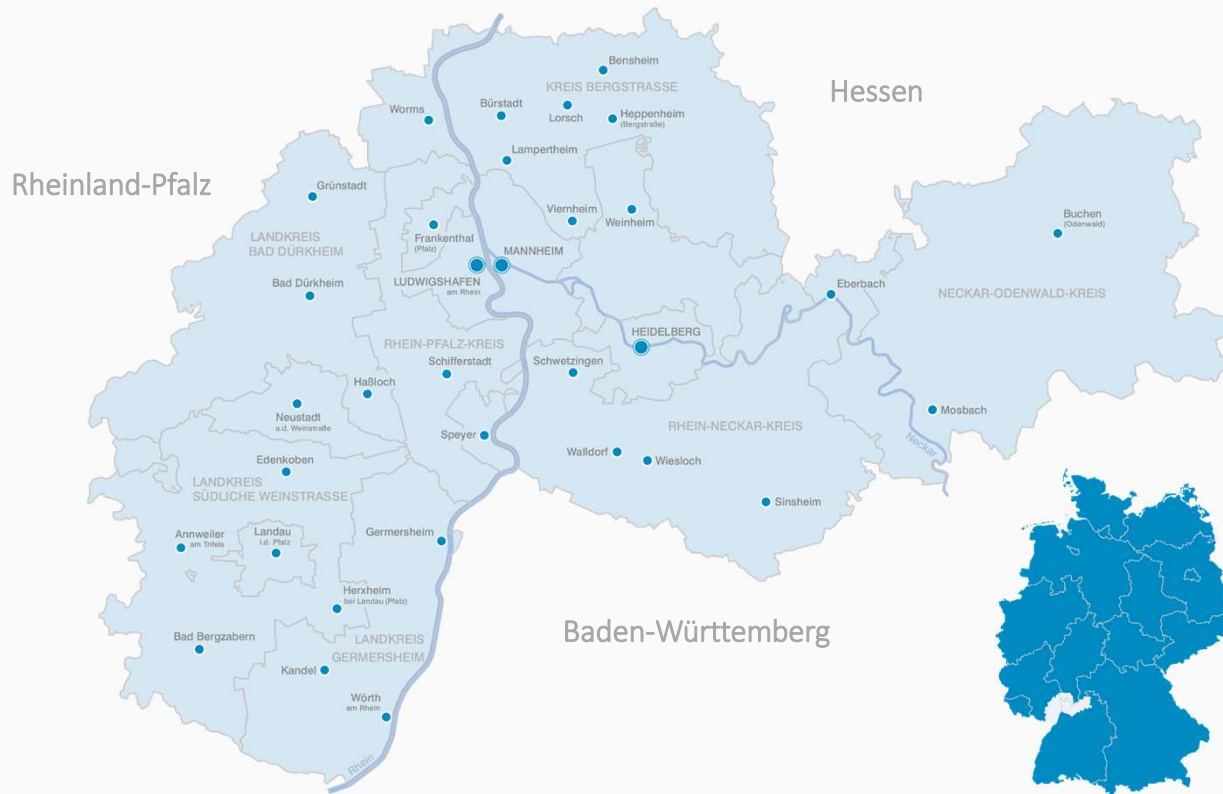 Bensheim
KREIS BERGSTRASSE
Hessen
Worms
Bürstadt
Lorsch
Heppenheim
(Bergstraße)
Lampertheim
Rheinland-Pfalz
Grünstadt
Viernheim
Weinheim
Buchen
(Odenwald)
LANDKREIS
BAD DÜRKHEIM
Frankenthal
(Pfalz)
MANNHEIM
LUDWIGSHAFEN
am Rhein
Bad Dürkheim
Eberbach
NECKAR-ODENWALD-KREIS
HEIDELBERG
RHEIN-PFALZ-KREIS
Schifferstadt
Schwetzingen
Haßloch
Neustadt
a.d. Weinstraße
Mosbach
Speyer
RHEIN-NECKAR-KREIS
Neckar
Walldorf
Wiesloch
Edenkoben
LANDKREIS
SÜDLICHE WEINSTRASSE
Sinsheim
Annweiler
am Trifels
Landau
i.d. Pfalz
Germersheim
Herxheim
bei Landau (Pfalz)
Baden-Württemberg
Bad Bergzabern
LANDKREIS
GERMERSHEIM
Kandel
Wörth
am Rhein
Rhein